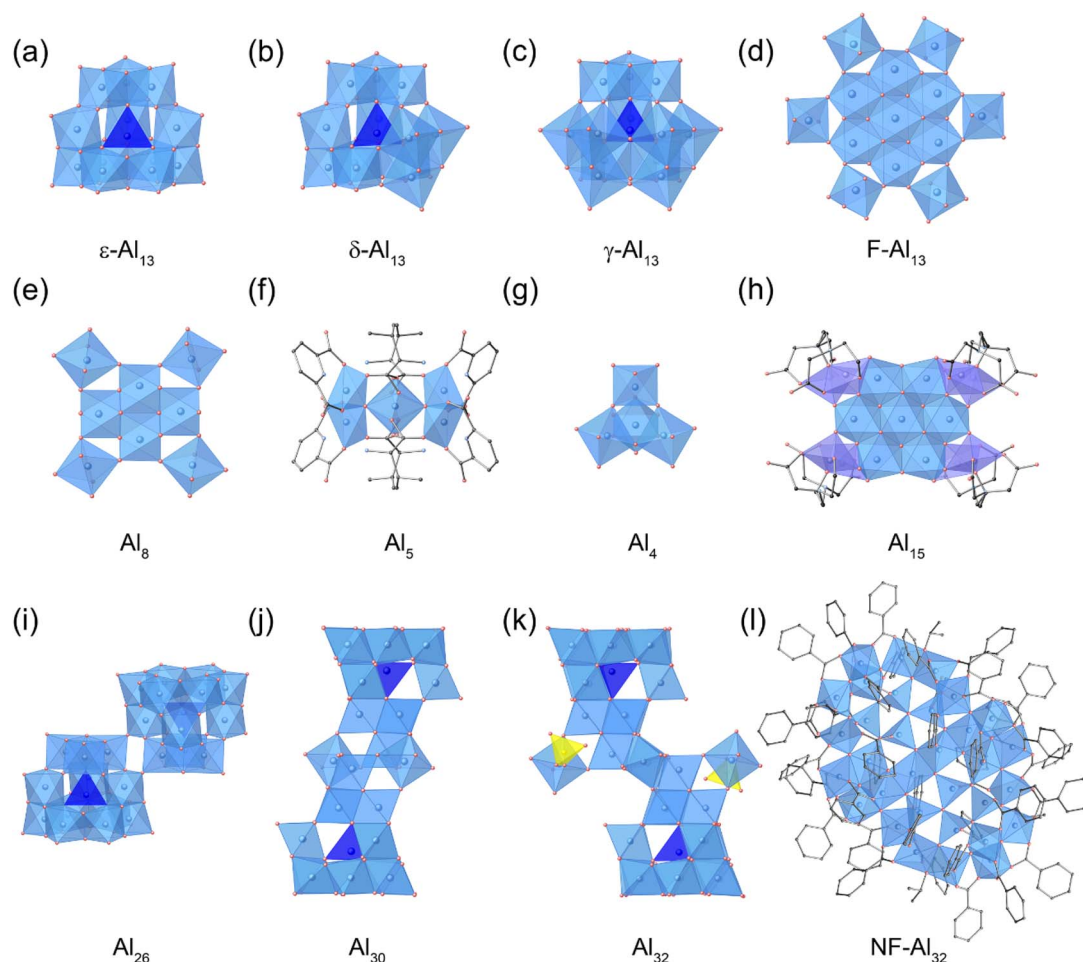 (a) (b) (c) (d)
ε-Al₁₃ δ-Al₁₃ γ-Al₁₃ F-Al₁₃
(e) (f) (g) (h)
Al₈ Al₅ Al₄ Al₁₅
(i) (j) (k) (l)
Al₂₆ Al₃₀ Al₃₂ NF-Al₃₂